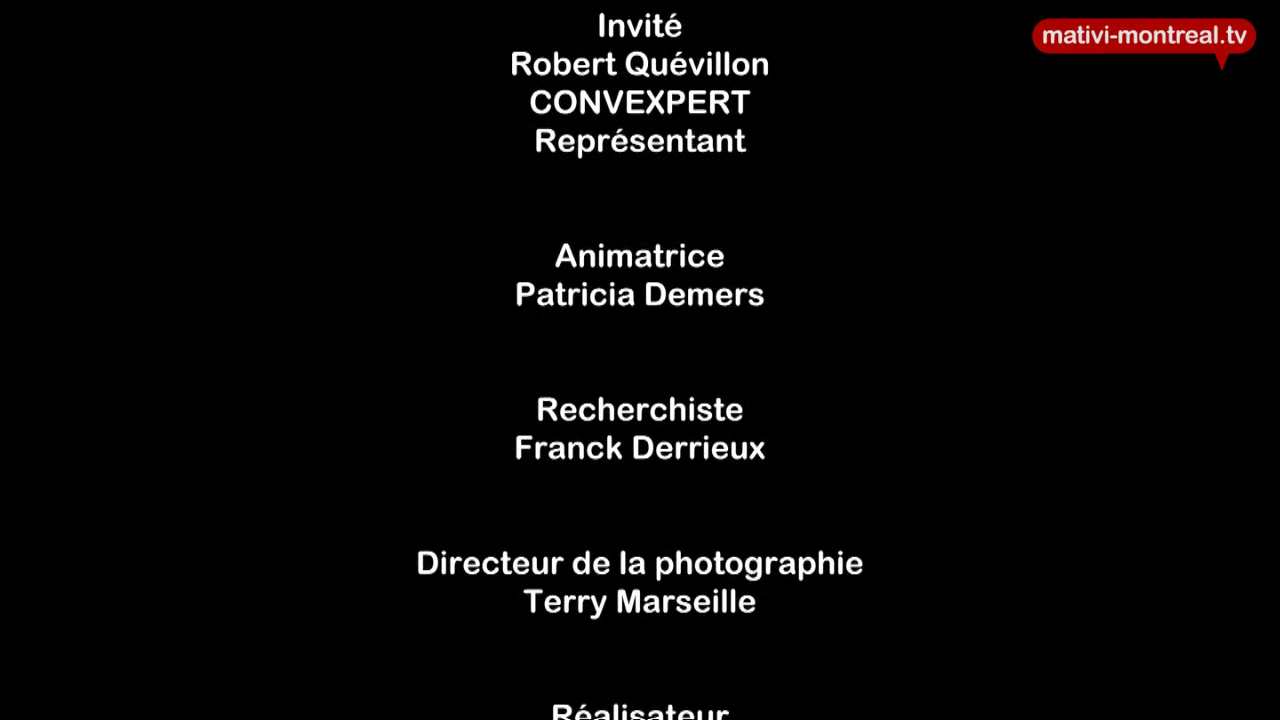 Invité
mativi-montreal.tv
Robert Quévillon
CONVEXPERT
Représentant
Animatrice
Patricia Demers
Recherchiste
Franck Derrieux
Directeur de la photographie
Terry Marseille
Réalisateur